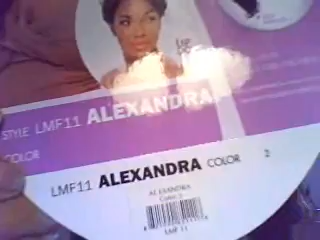 STYLE LMF11 ALEXANDRA
COLOR
LMF11 ALEXANDRA COLOR 2
ALEXANDRA
Color: 2
LMF 11